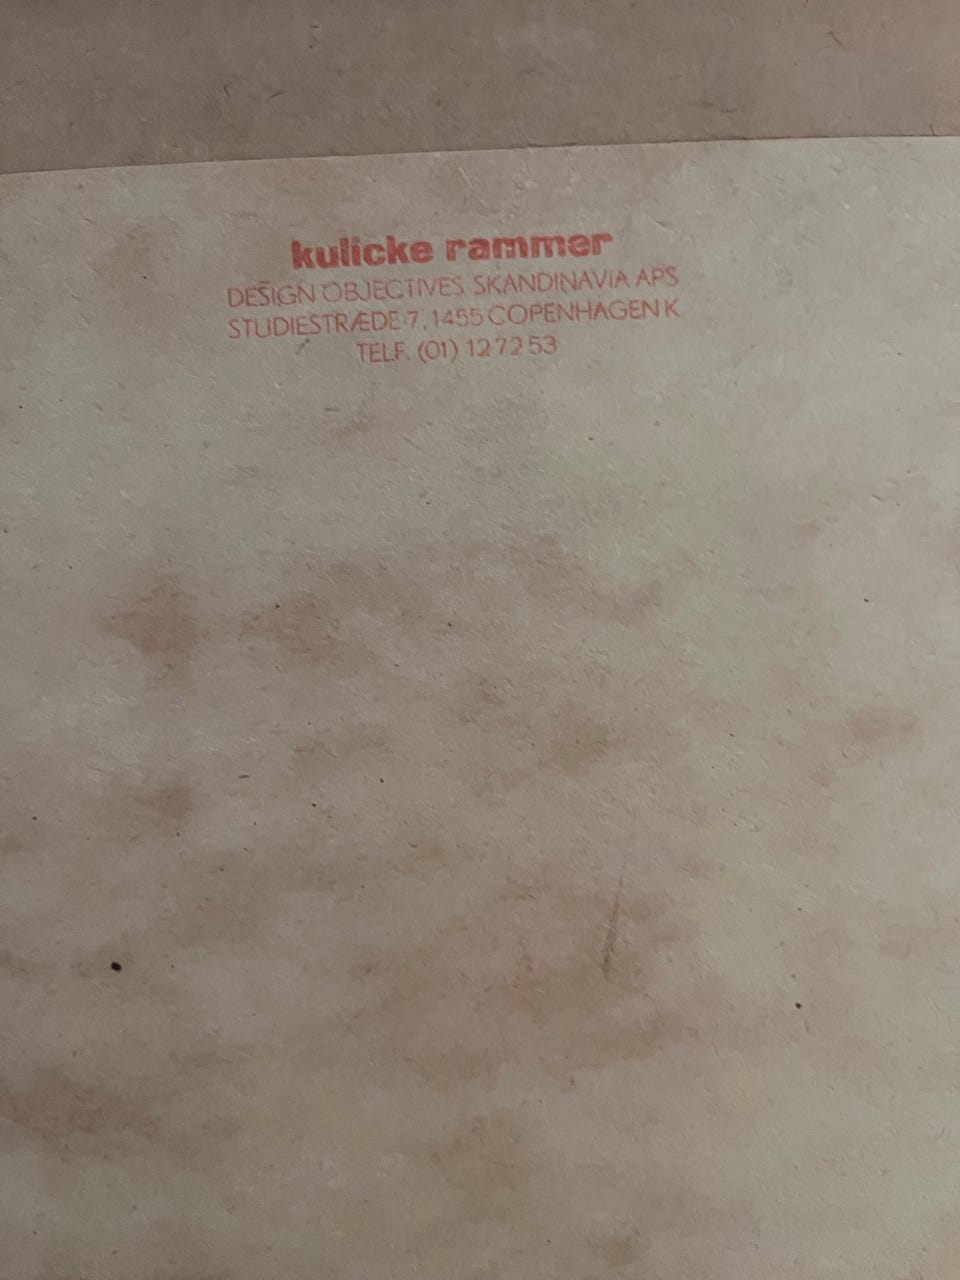 kulicke rammer
DESIGN OBJECTIVES SKANDINAVIA APS
STUDIESTRÆDE 7, 1455 COPENHAGEN K
TELF. (01) 12 72 53